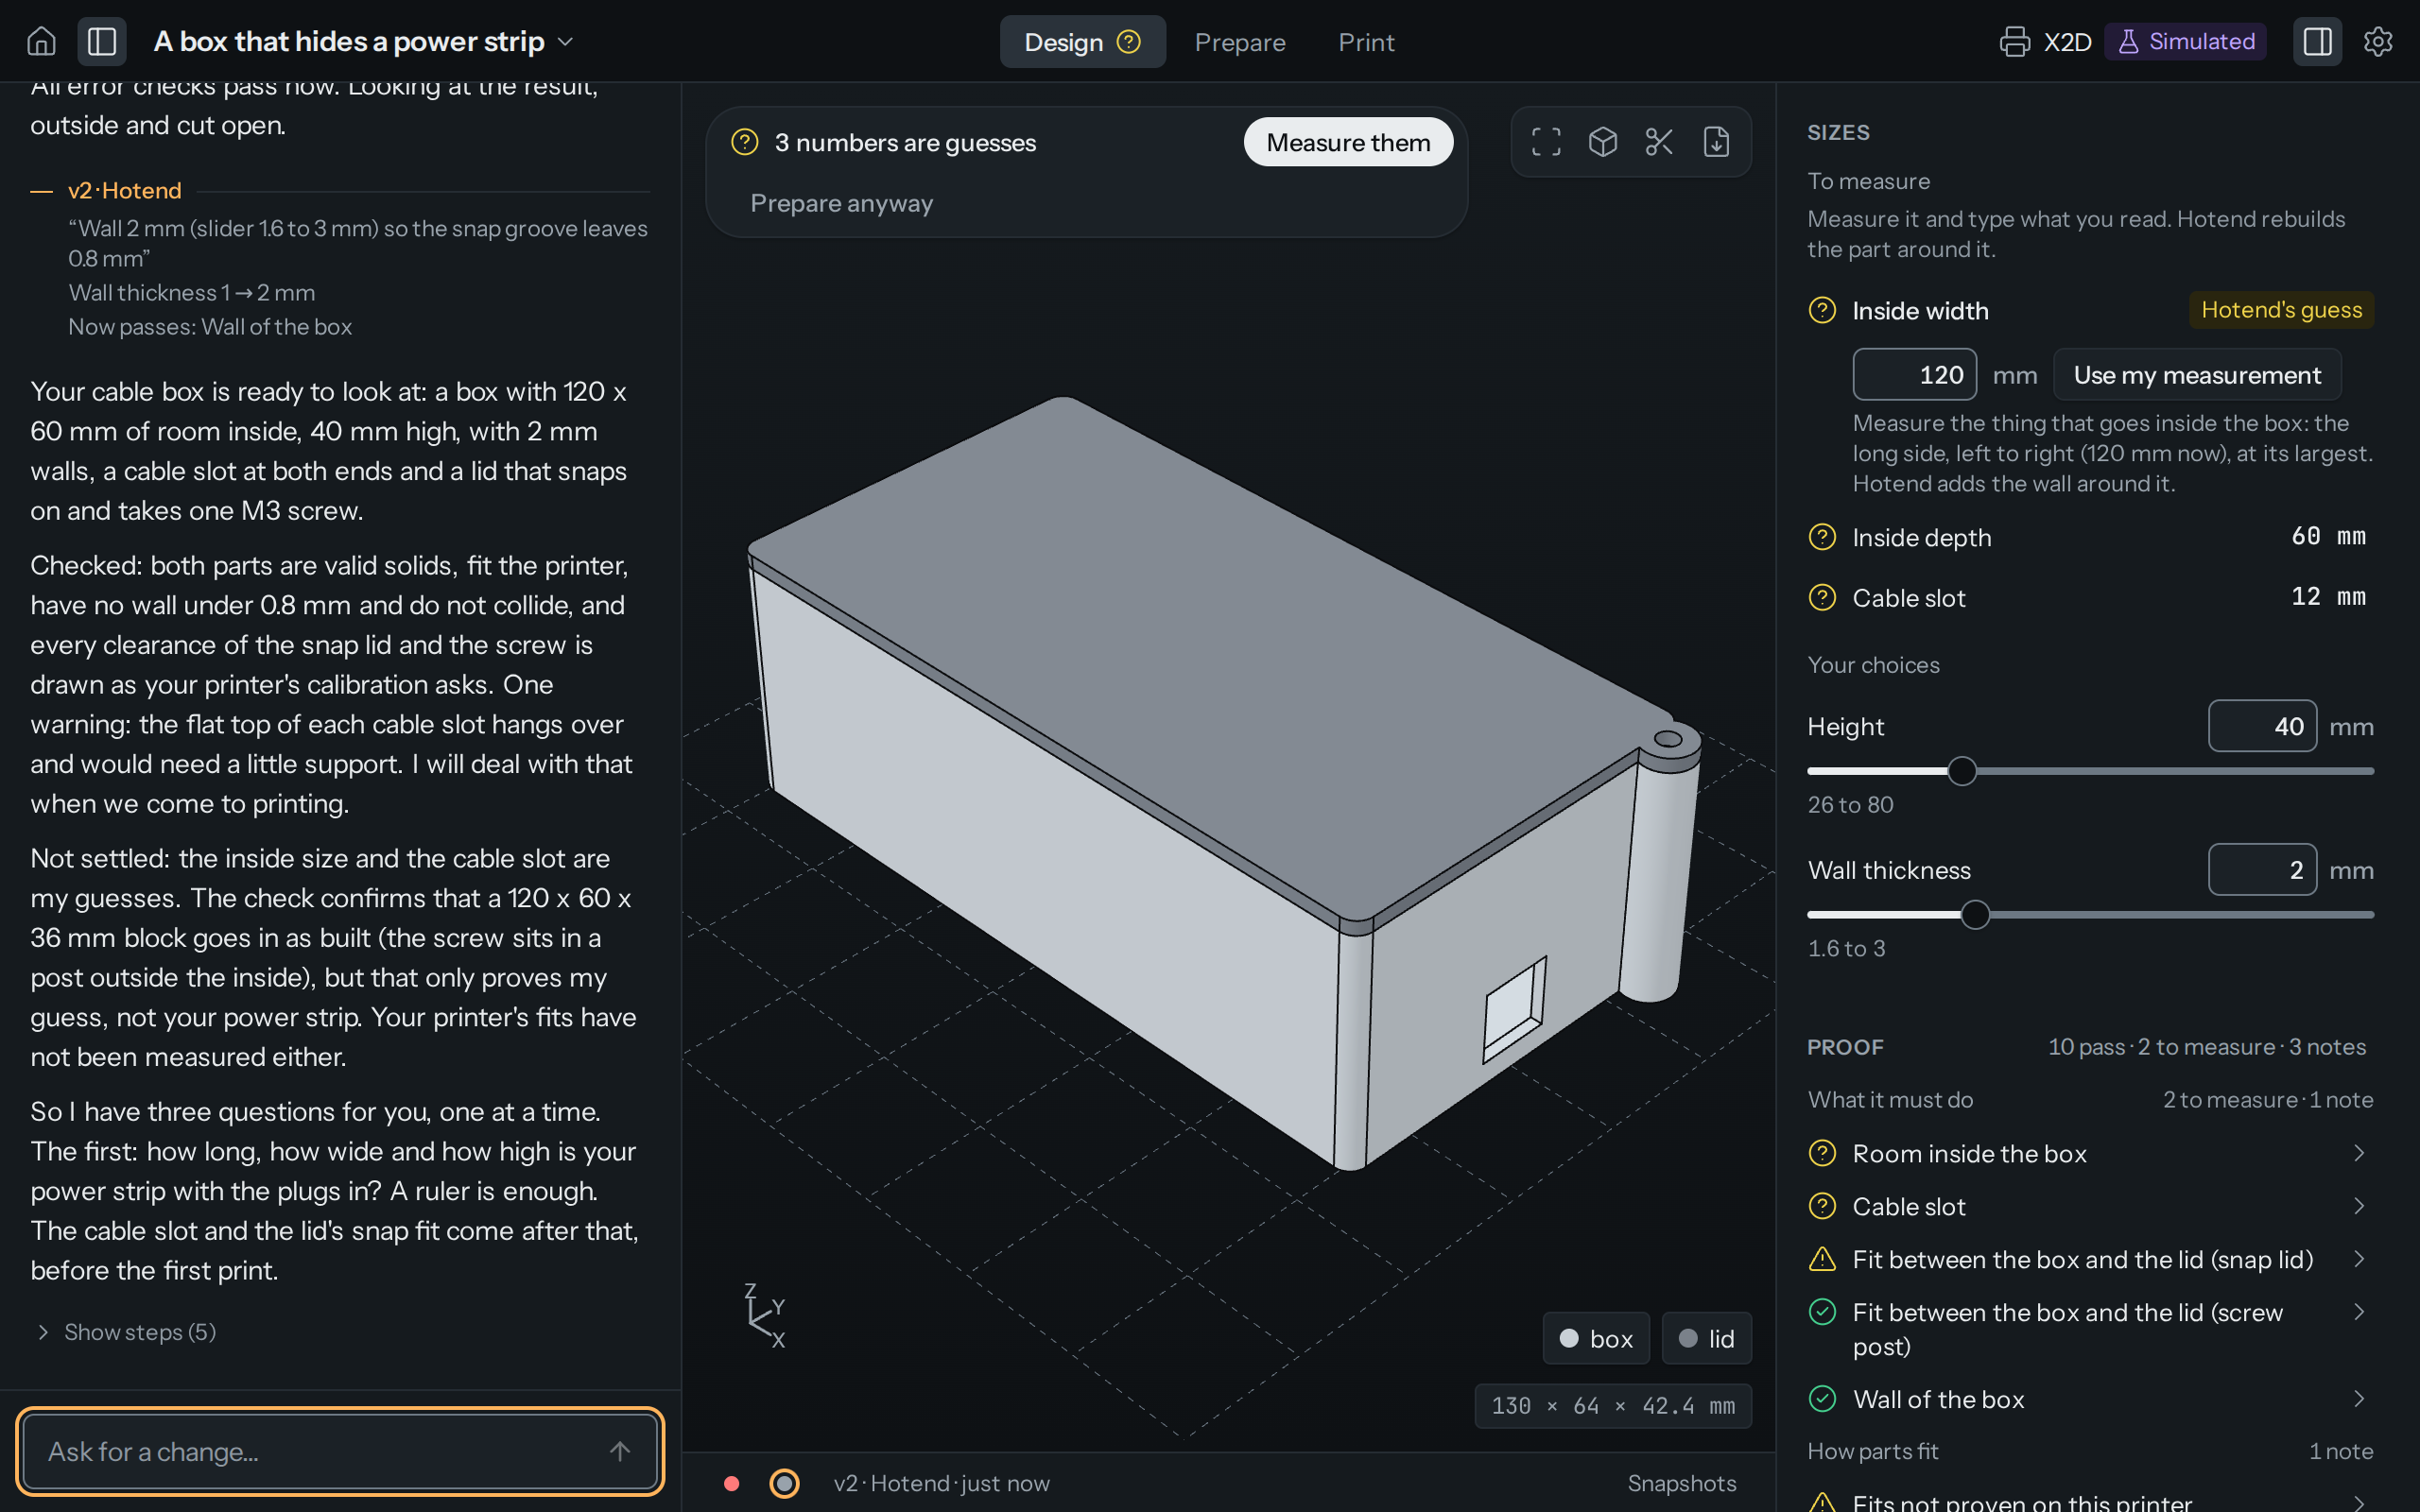 A box that hides a power strip
Design
Prepare
Print
X2D
Simulated
All error checks pass now. Looking at the result,
outside and cut open.
v2 · Hotend
“Wall 2 mm (slider 1.6 to 3 mm) so the snap groove leaves
0.8 mm”
Wall thickness 1 → 2 mm
Now passes: Wall of the box
Your cable box is ready to look at: a box with 120 x
60 mm of room inside, 40 mm high, with 2 mm
walls, a cable slot at both ends and a lid that snaps
on and takes one M3 screw.
Checked: both parts are valid solids, fit the printer,
have no wall under 0.8 mm and do not collide, and
every clearance of the snap lid and the screw is
drawn as your printer's calibration asks. One
warning: the flat top of each cable slot hangs over
and would need a little support. I will deal with that
when we come to printing.
Not settled: the inside size and the cable slot are
my guesses. The check confirms that a 120 x 60 x
36 mm block goes in as built (the screw sits in a
post outside the inside), but that only proves my
guess, not your power strip. Your printer's fits have
not been measured either.
So I have three questions for you, one at a time.
The first: how long, how wide and how high is your
power strip with the plugs in? A ruler is enough.
The cable slot and the lid's snap fit come after that,
before the first print.
Show steps (5)
Ask for a change...
3 numbers are guesses
Measure them
Prepare anyway
Z
Y
X
box
lid
130 × 64 × 42.4 mm
v2 · Hotend · just now
Snapshots
SIZES
To measure
Measure it and type what you read. Hotend rebuilds
the part around it.
Inside width
Hotend's guess
120 mm
Use my measurement
Measure the thing that goes inside the box: the
long side, left to right (120 mm now), at its largest.
Hotend adds the wall around it.
Inside depth
60 mm
Cable slot
12 mm
Your choices
Height
40 mm
26 to 80
Wall thickness
2 mm
1.6 to 3
PROOF
10 pass · 2 to measure · 3 notes
What it must do
2 to measure · 1 note
Room inside the box
Cable slot
Fit between the box and the lid (snap lid)
Fit between the box and the lid (screw
post)
Wall of the box
How parts fit
1 note
Fits not proven on this printer